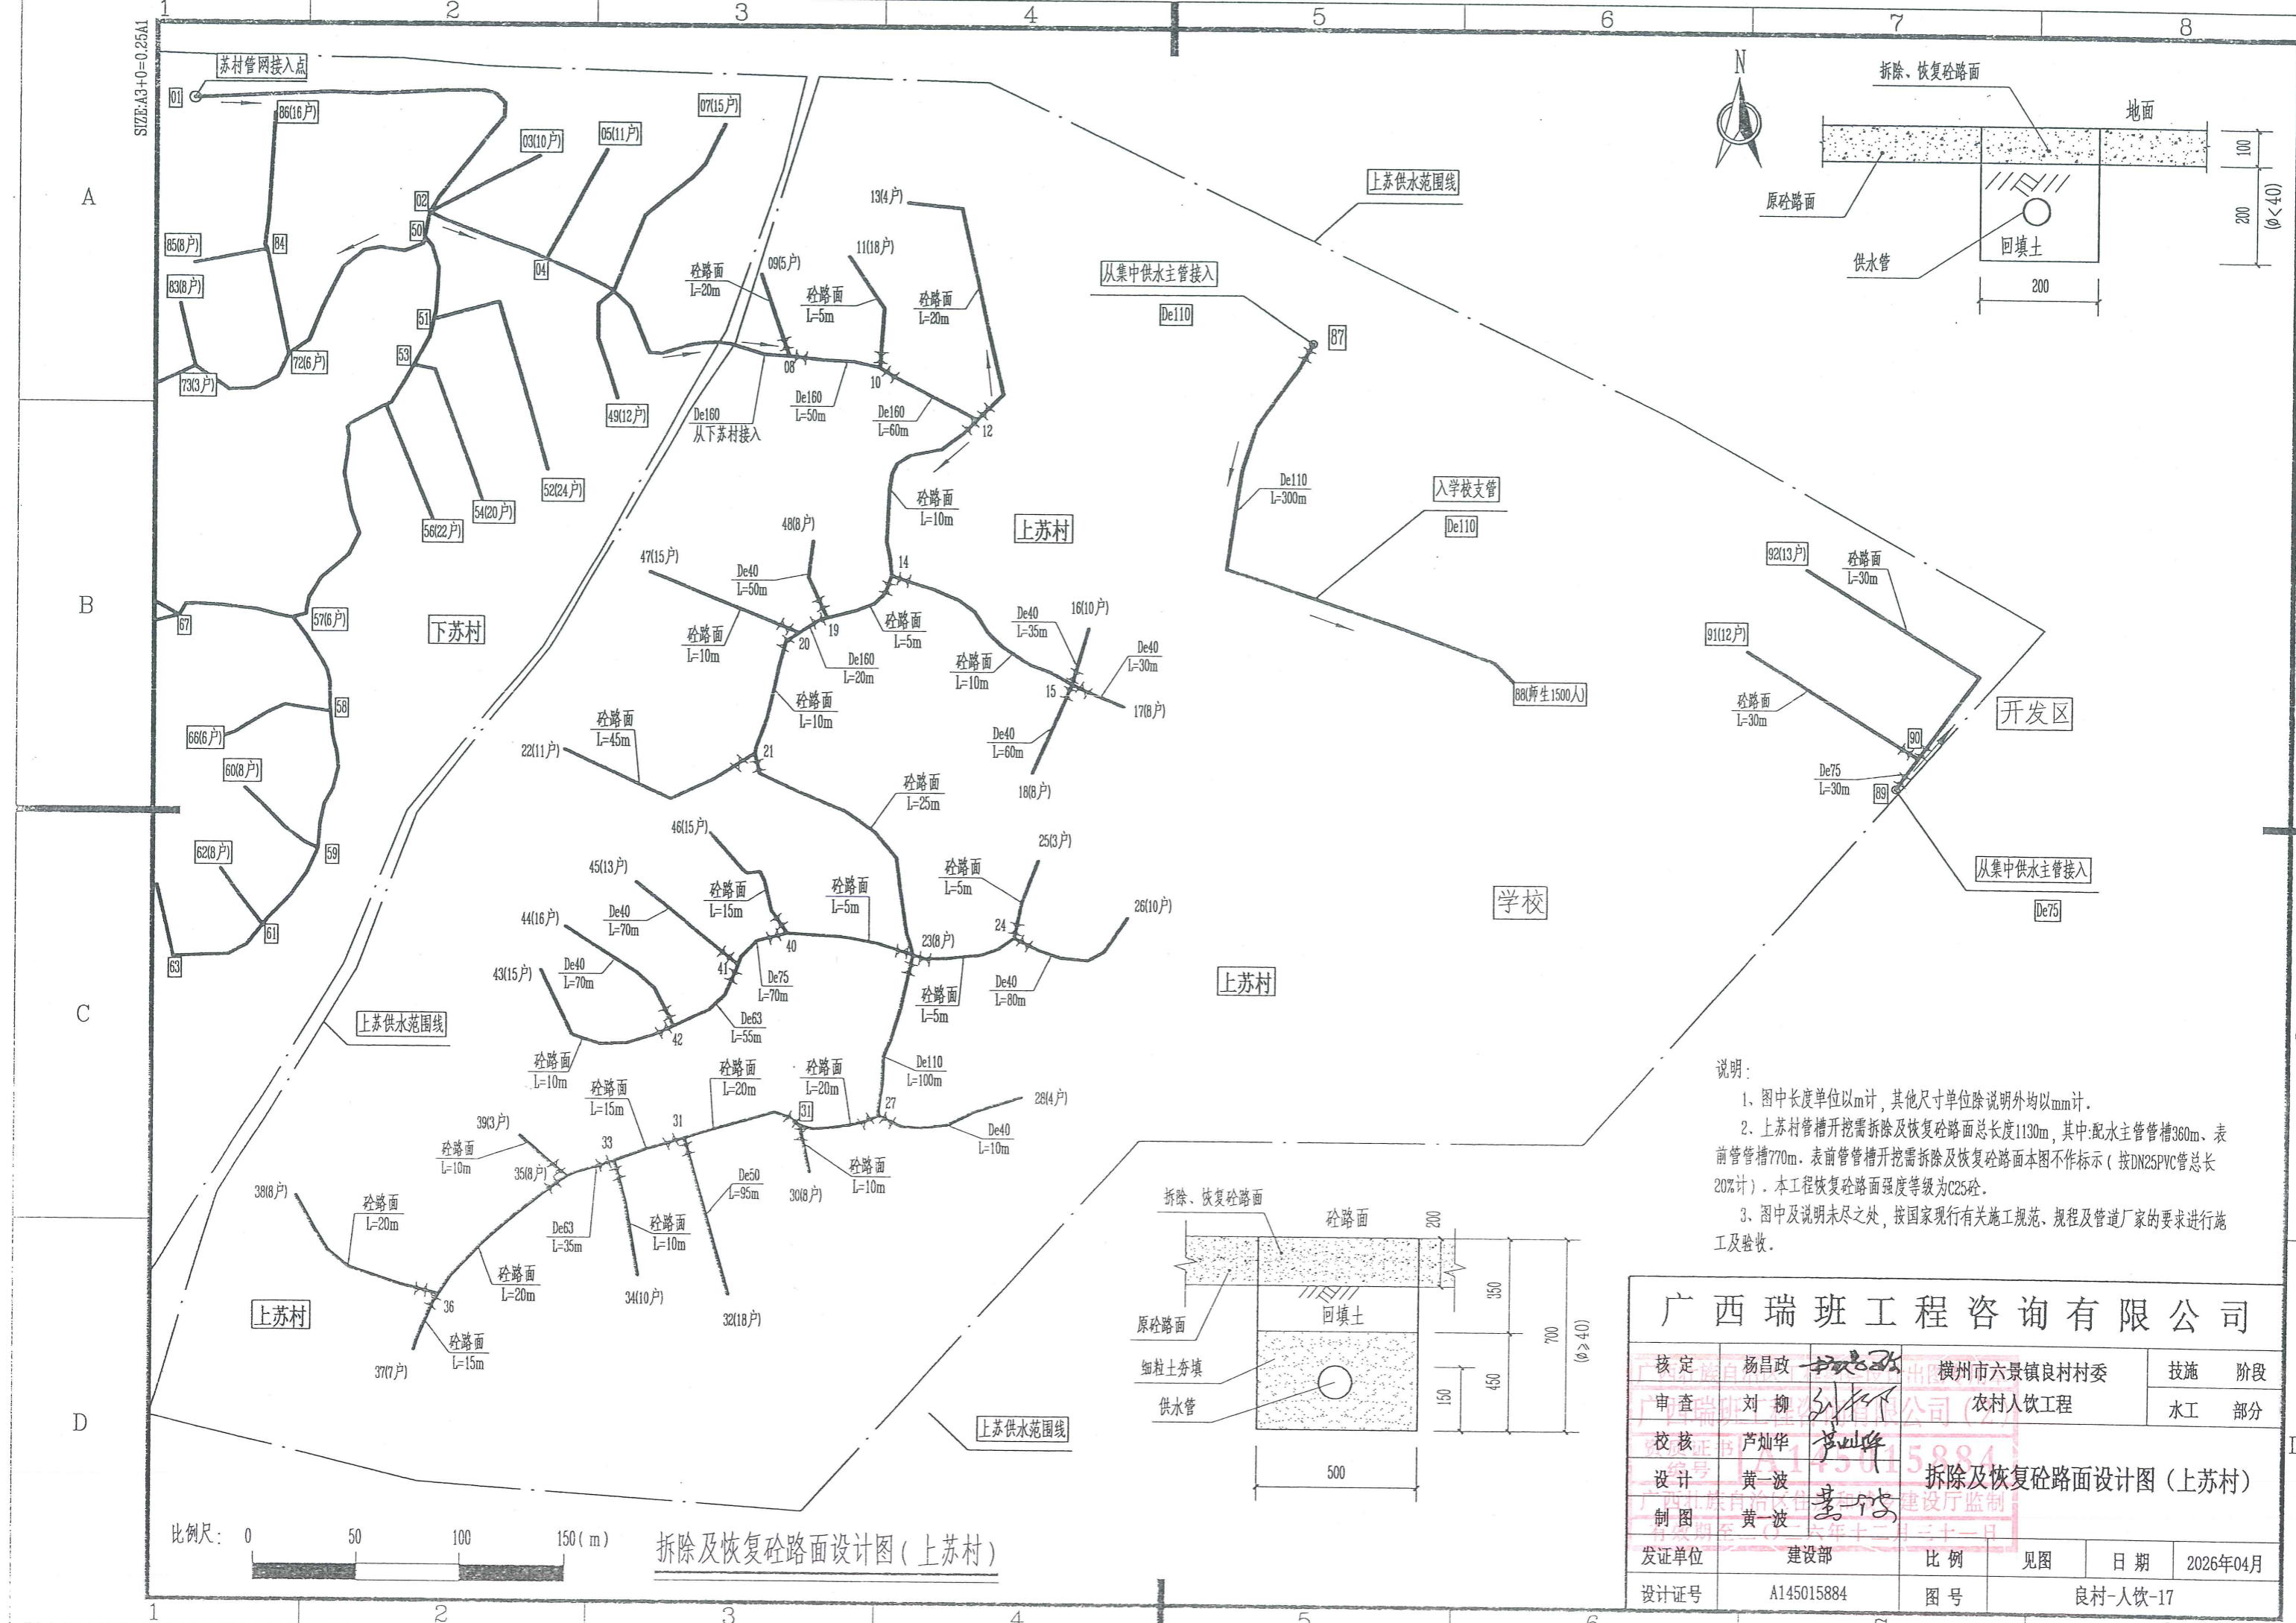 1
2
3
4
5
6
7
8
SIZE:A3+0=0.25A1
A
B
C
D
苏村管网接入点
01
86(16户)
03(10户)
05(11户)
07(15户)
02
50
84
85(8户)
83(8户)
04
51
53
72(6户)
73(3户)
49(12户)
52(24户)
54(20户)
56(22户)
67
57(6户)
下苏村
58
66(6户)
60(8户)
59
62(8户)
61
63
上苏供水范围线
砼路面
L=20m
09(5户)
砼路面
L=5m
11(18户)
13(4户)
砼路面
L=20m
08
10
12
De160
从下苏村接入
De160
L=50m
De160
L=60m
砼路面
L=10m
上苏村
14
48(8户)
47(15户)
De40
L=50m
砼路面
L=10m
20
19
De160
L=20m
砼路面
L=5m
砼路面
L=10m
De40
L=35m
16(10户)
De40
L=30m
砼路面
L=10m
15
17(8户)
De40
L=60m
18(8户)
砼路面
L=45m
22(11户)
21
砼路面
L=25m
46(15户)
45(13户)
44(16户)
43(15户)
砼路面
L=15m
De40
L=70m
De40
L=70m
砼路面
L=5m
40
41
42
De75
L=70m
De63
L=55m
砼路面
L=10m
23(8户)
砼路面
L=5m
24
25(3户)
26(10户)
砼路面
L=5m
De40
L=80m
De110
L=100m
27
28(4户)
De40
L=10m
砼路面
L=20m
砼路面
L=20m
31
31
砼路面
L=15m
33
砼路面
L=10m
30(8户)
De50
L=95m
32(18户)
砼路面
L=10m
34(10户)
De63
L=35m
39(3户)
砼路面
L=10m
35(8户)
38(8户)
砼路面
L=20m
砼路面
L=20m
36
砼路面
L=15m
37(7户)
上苏村
上苏村
上苏供水范围线
上苏供水范围线
从集中供水主管接入
De110
87
De110
L=300m
入学校支管
De110
88(师生1500人)
学校
92(13户)
砼路面
L=30m
91(12户)
砼路面
L=30m
90
De75
L=30m
89
开发区
从集中供水主管接入
De75
N
拆除、恢复砼路面
地面
原砼路面
供水管
回填土
100
200
(Ø<40)
200
拆除、恢复砼路面
砼路面
原砼路面
回填土
细粒土夯填
供水管
200
350
450
150
700
(Ø≥40)
500
说明:
1、图中长度单位以m计,其他尺寸单位除说明外均以mm计.
2、上苏村管槽开挖需拆除及恢复砼路面总长度1130m,其中:配水主管管槽360m、表
前管管槽770m.表前管管槽开挖需拆除及恢复砼路面本图不作标示(按DN25PVC管总长
20%计).本工程恢复砼路面强度等级为C25砼.
3、图中及说明未尽之处,按国家现行有关施工规范、规程及管道厂家的要求进行施
工及验收.
广西瑞班工程咨询有限公司
核定 杨昌政
审查 刘柳
校核 芦灿华
设计 黄一波
制图 黄一波
横州市六景镇良村村委
农村人饮工程
技施 阶段
水工 部分
拆除及恢复砼路面设计图(上苏村)
发证单位 建设部 比例 见图 日期 2026年04月
设计证号 A145015884 图号 良村-人饮-17
A145015884
比例尺: 0 50 100 150(m)
拆除及恢复砼路面设计图(上苏村)
1
2
3
4
5
6